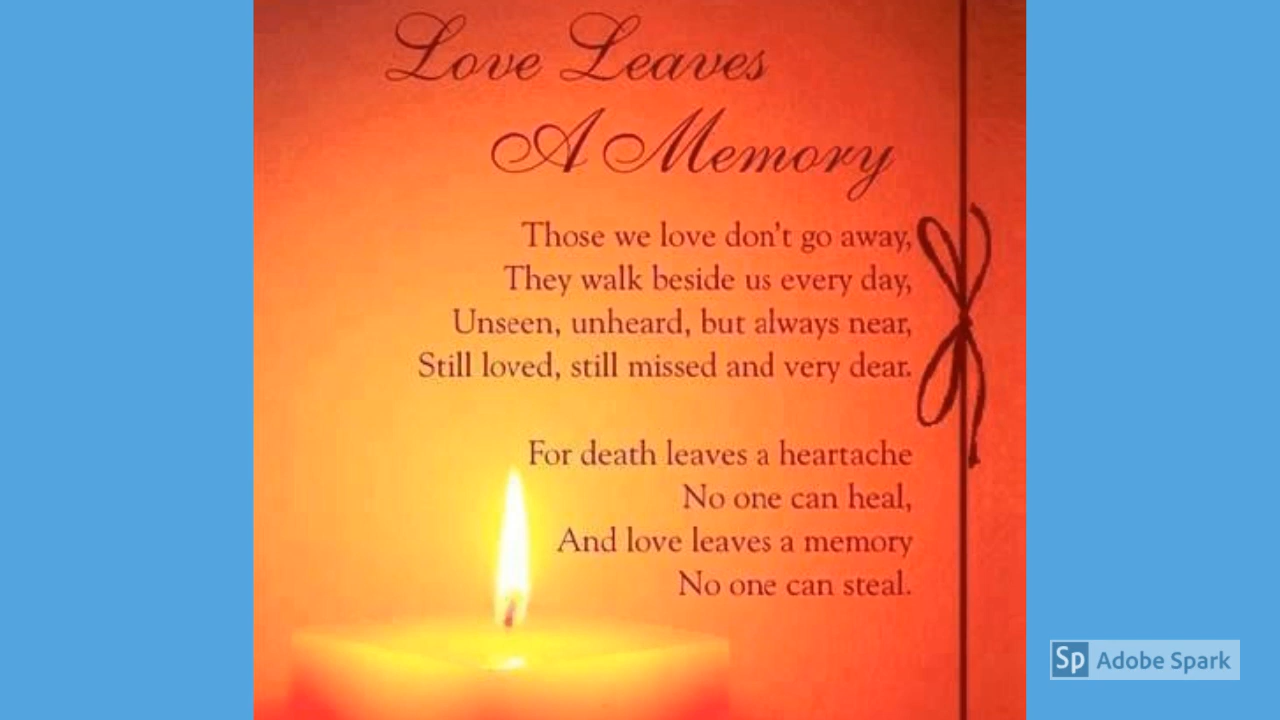 Love Leaves
A Memory
Those we love don't go away,
They walk beside us every day,
Unseen, unheard, but always near,
Still loved, still missed and very dear.
For death leaves a heartache
No one can heal,
And love leaves a memory
No one can steal.
Sp Adobe Spark